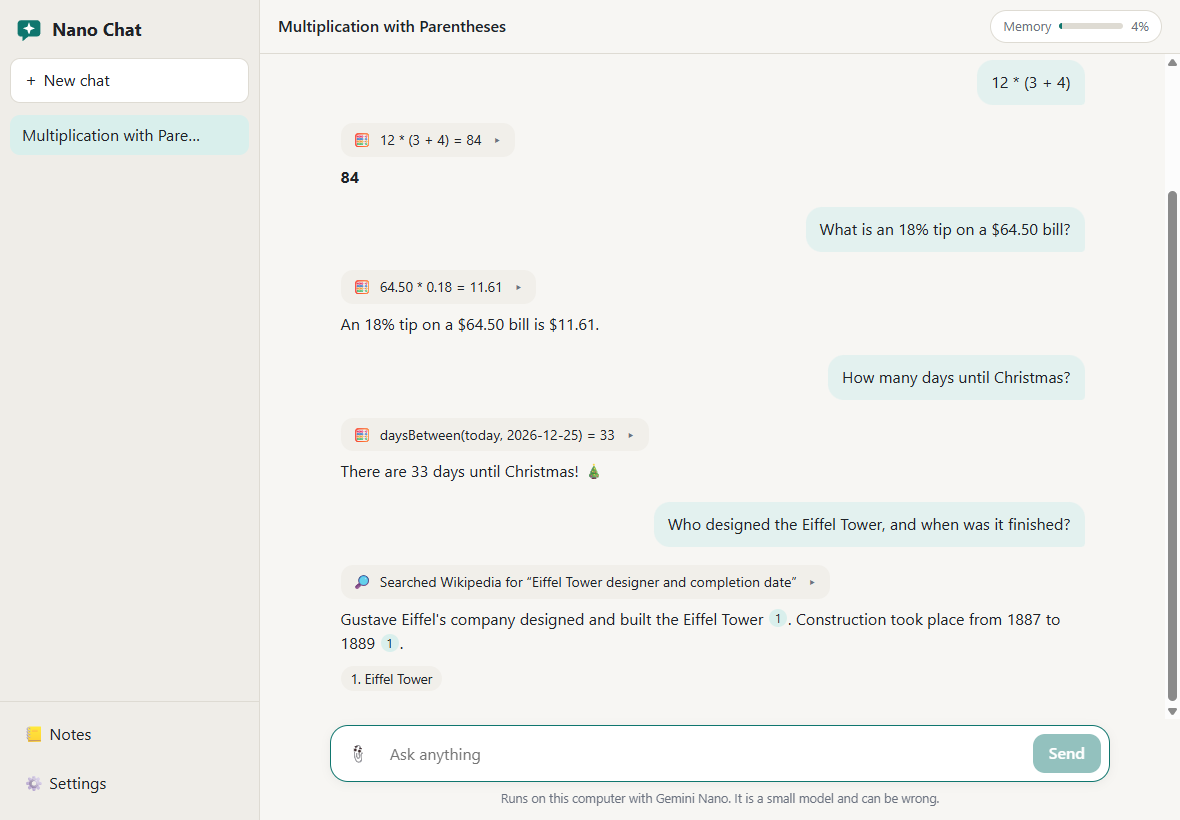 Nano Chat
+ New chat
Multiplication with Pare...
Notes
Settings
Multiplication with Parentheses
Memory 4%
12 * (3 + 4)
12 * (3 + 4) = 84
84
What is an 18% tip on a $64.50 bill?
64.50 * 0.18 = 11.61
An 18% tip on a $64.50 bill is $11.61.
How many days until Christmas?
daysBetween(today, 2026-12-25) = 33
There are 33 days until Christmas! 🎄
Who designed the Eiffel Tower, and when was it finished?
Searched Wikipedia for “Eiffel Tower designer and completion date”
Gustave Eiffel's company designed and built the Eiffel Tower 1. Construction took place from 1887 to
1889 1.
1. Eiffel Tower
Ask anything
Send
Runs on this computer with Gemini Nano. It is a small model and can be wrong.